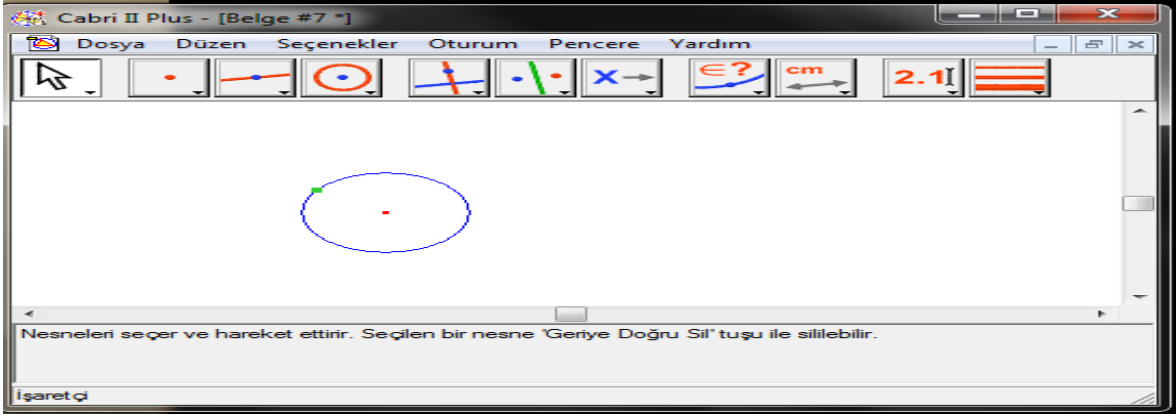 Cabri II Plus - [Belge #7 *]
Dosya Düzen Seçenekler Oturum Pencere Yardım
X ∈? cm 2.1
Nesneleri seçer ve hareket ettirir. Seçilen bir nesne "Geriye Doğru Sil" tuşu ile sililebilir.
İşaretçi